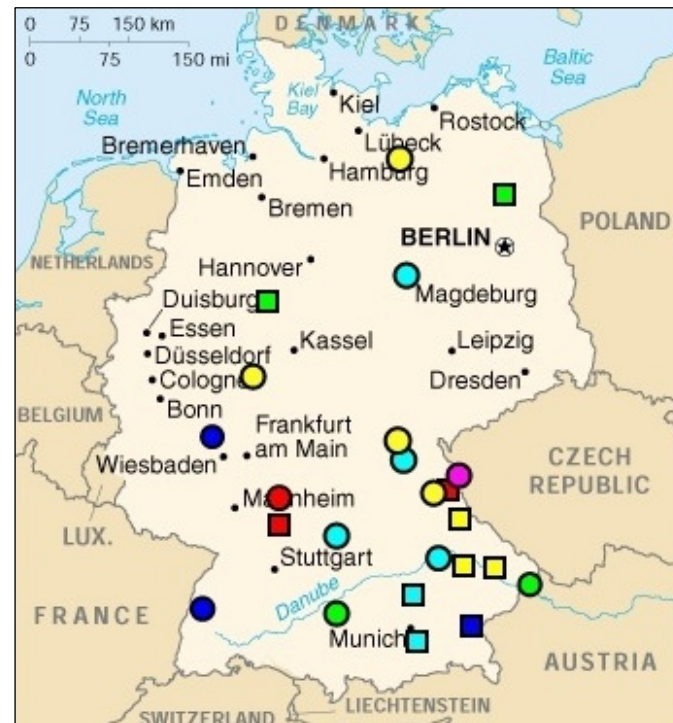 0 75 150 km
0 75 150 mi
DENMARK
North
Sea
Baltic
Sea
Kiel
Bay
Kiel
Rostock
Lübeck
Bremerhaven
Hamburg
Emden
Bremen
POLAND
BERLIN
NETHERLANDS
Hannover
Magdeburg
Duisburg
Essen
Kassel
Leipzig
Düsseldorf
Cologne
Dresden
BELGIUM
Bonn
Frankfurt
am Main
CZECH
REPUBLIC
Wiesbaden
Mannheim
LUX.
Stuttgart
Danube
FRANCE
Munich
AUSTRIA
LIECHTENSTEIN
SWITZERLAND